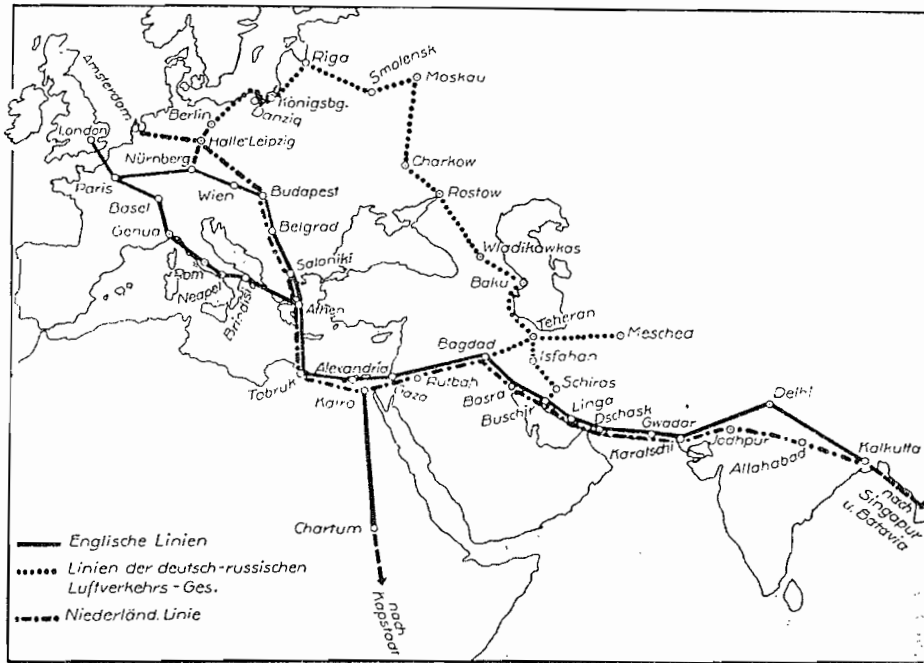 Riga
Smolensk
Moskau
Amsterdam
Königsbg.
Danzig
Berlin
London
Halle-Leipzig
Nürnberg
Charkow
Paris
Wien
Budapest
Rostow
Basel
Belgrad
Genua
Wladikawkas
Saloniki
Rom
Baku
Neapel
Brindisi
Athen
Teheran
Mesched
Bagdad
Isfahan
Alexandria
Tobruk
Gaza
Rutbah
Schiras
Kairo
Basra
Linga
Delhi
Buschir
Dschask
Gwadar
Jodhpur
Kalkutta
Karatschi
Allahabad
nach
Singapur
u. Batavia
Chartum
Englische Linien
Linien der deutsch-russischen
Luftverkehrs-Ges.
nach
Kapstadt
Niederländ. Linie